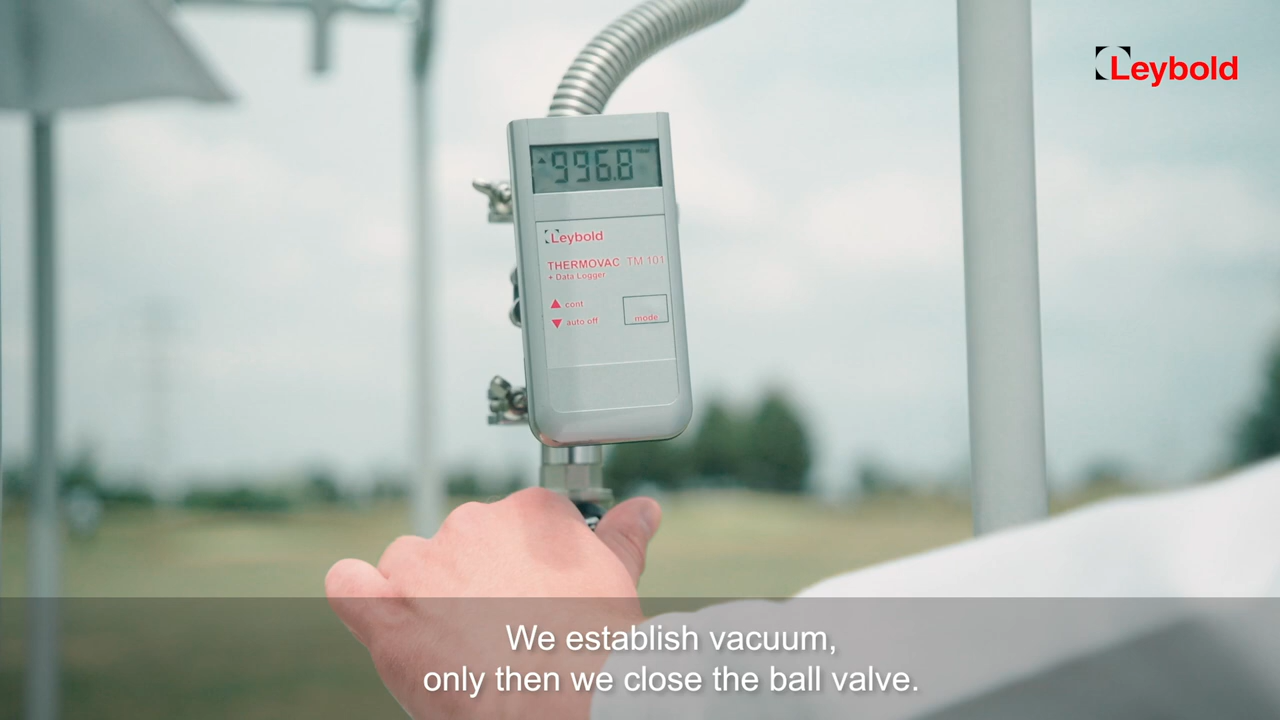 Leybold
996.8
Leybold
THERMOVAC TM 101
+ Data Logger
▲ cont
▼ auto off
mode
We establish vacuum,
only then we close the ball valve.